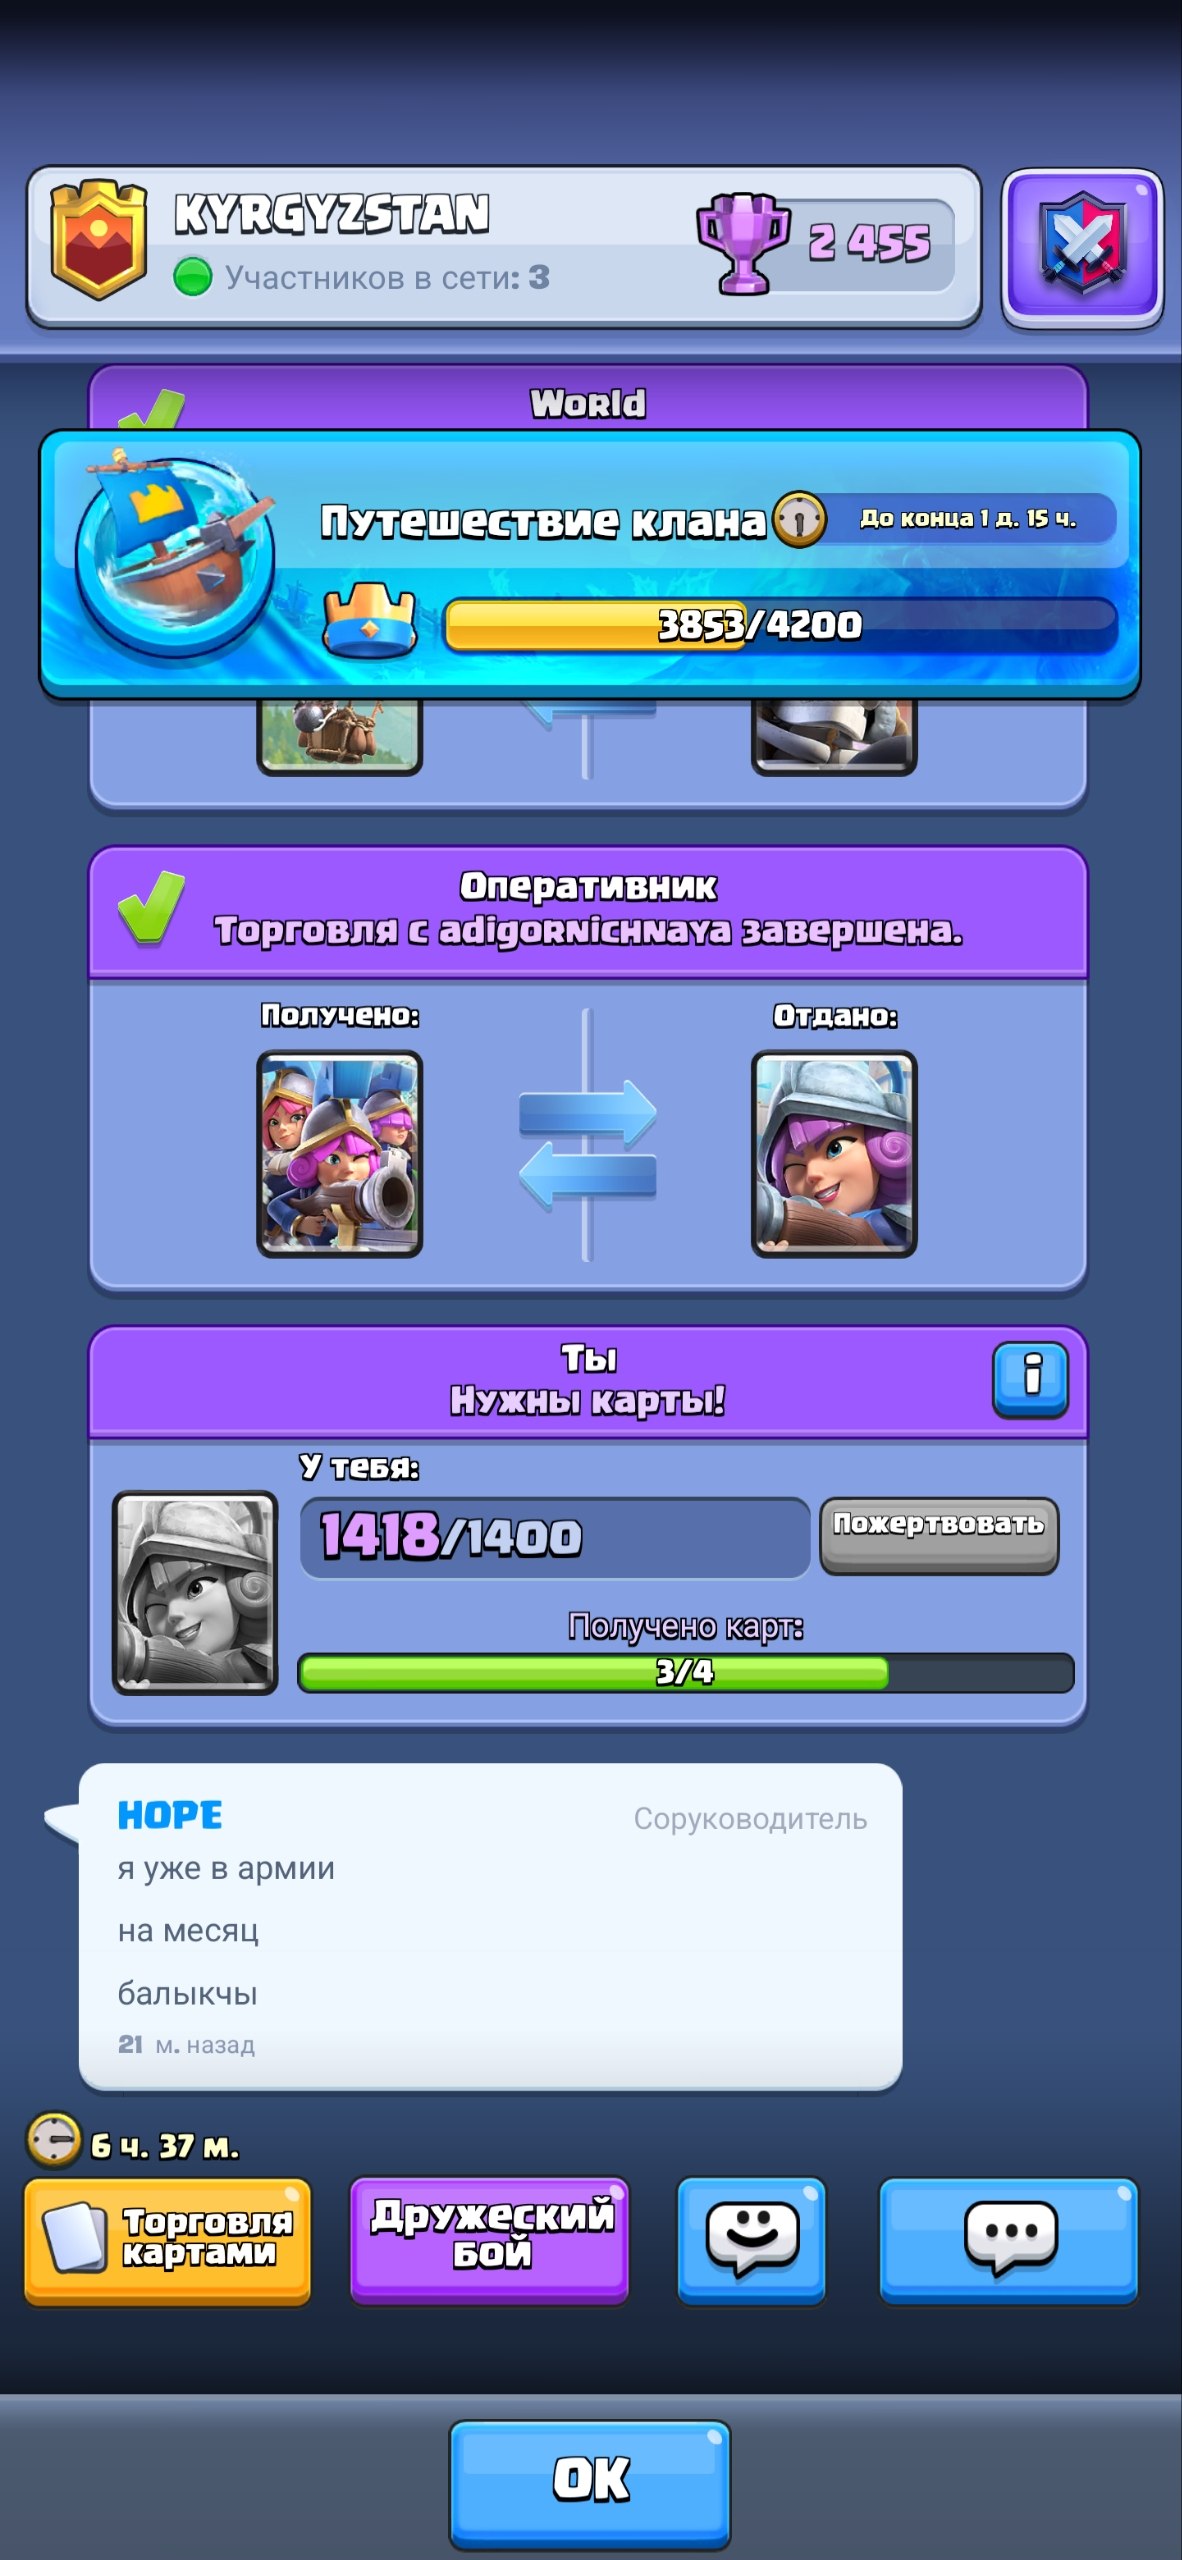 KYRGYZSTAN
Участников в сети: 3
2 455
World
Путешествие клана
До конца 1 д. 15 ч.
3853/4200
Оперативник
Торговля с adigornichnaya завершена.
Получено:
Отдано:
Ты
Нужны карты!
i
У тебя:
1418/1400
Пожертвовать
Получено карт:
3/4
HOPE
Соруководитель
я уже в армии
на месяц
балыкчы
21 м. назад
6 ч. 37 м.
Торговля
картами
Дружеский
бой
OK